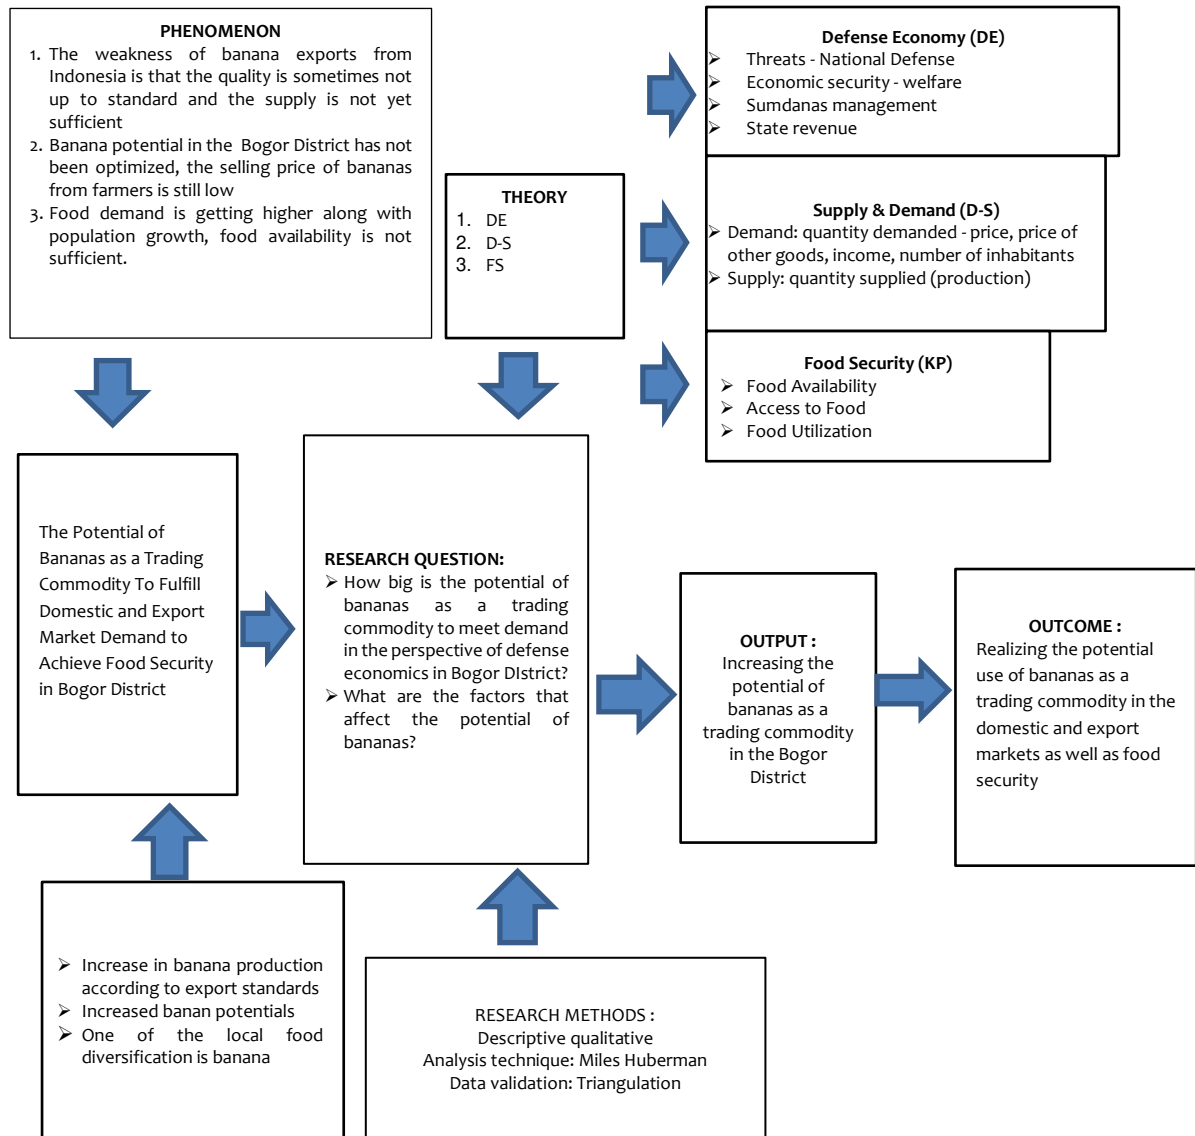 PHENOMENON
1. The weakness of banana exports from
Indonesia is that the quality is sometimes not
up to standard and the supply is not yet
sufficient
2. Banana potential in the Bogor District has not
been optimized, the selling price of bananas
from farmers is still low
3. Food demand is getting higher along with
population growth, food availability is not
sufficient.
THEORY
1. DE
2. D-S
3. FS
Defense Economy (DE)
➢ Threats - National Defense
➢ Economic security - welfare
➢ Sumdanas management
➢ State revenue
Supply & Demand (D-S)
➢ Demand: quantity demanded - price, price of
other goods, income, number of inhabitants
➢ Supply: quantity supplied (production)
Food Security (KP)
➢ Food Availability
➢ Access to Food
➢ Food Utilization
The Potential of
Bananas as a Trading
Commodity To Fulfill
Domestic and Export
Market Demand to
Achieve Food Security
in Bogor District
RESEARCH QUESTION:
➢ How big is the potential of
bananas as a trading
commodity to meet demand
in the perspective of defense
economics in Bogor DIstrict?
➢ What are the factors that
affect the potential of
bananas?
OUTPUT :
Increasing the
potential of
bananas as a
trading commodity
in the Bogor
District
OUTCOME :
Realizing the potential
use of bananas as a
trading commodity in the
domestic and export
markets as well as food
security
➢ Increase in banana production
according to export standards
➢ Increased banan potentials
➢ One of the local food
diversification is banana
RESEARCH METHODS :
Descriptive qualitative
Analysis technique: Miles Huberman
Data validation: Triangulation